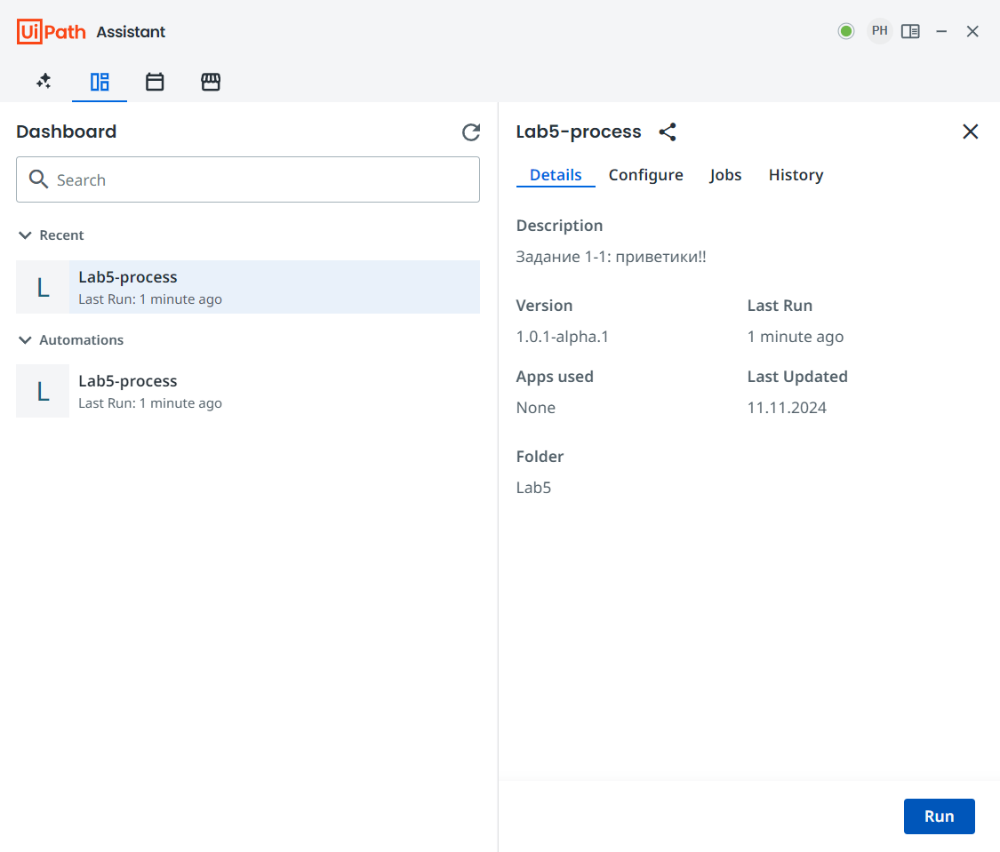 UiPath Assistant
PH
Dashboard
Search
Recent
L
Lab5-process
Last Run: 1 minute ago
Automations
L
Lab5-process
Last Run: 1 minute ago
Lab5-process
Details Configure Jobs History
Description
Задание 1-1: приветики!!
Version Last Run
1.0.1-alpha.1 1 minute ago
Apps used Last Updated
None 11.11.2024
Folder
Lab5
Run